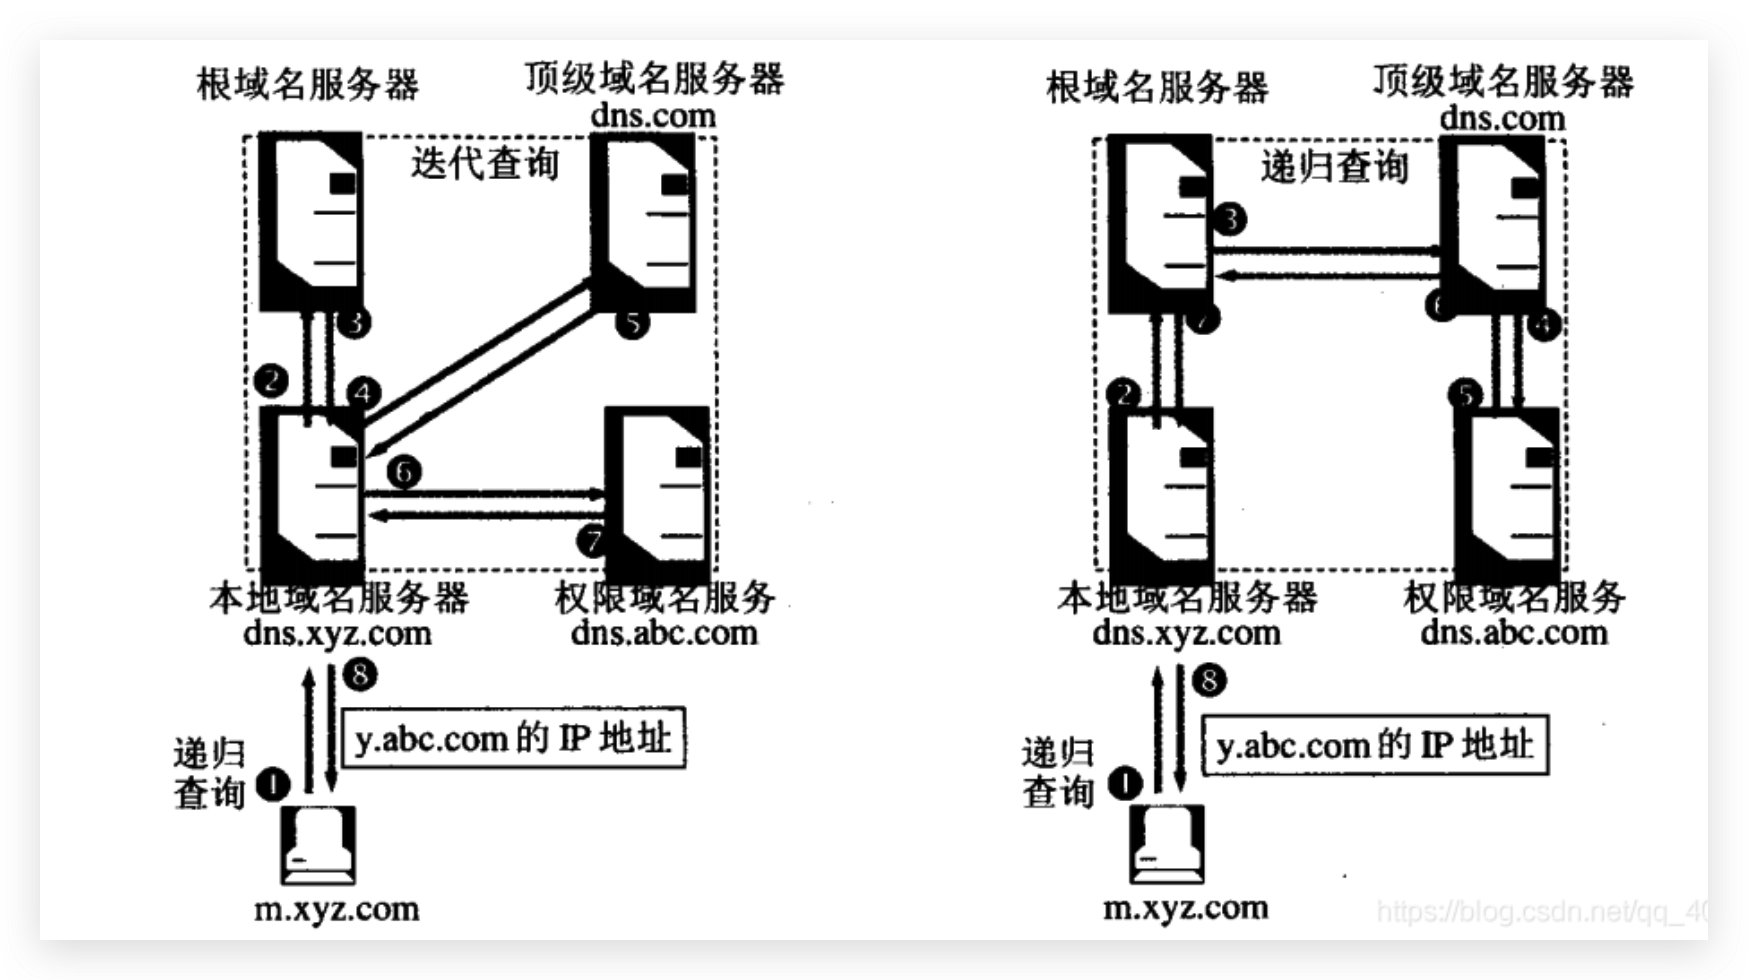 根域名服务器
顶级域名服务器
dns.com
迭代查询
3
5
2
4
6
7
本地域名服务器
dns.xyz.com
权限域名服务
dns.abc.com
8
y.abc.com 的 IP 地址
递归
查询
1
m.xyz.com
根域名服务器
顶级域名服务器
dns.com
递归查询
3
6
7
4
2
5
本地域名服务器
dns.xyz.com
权限域名服务
dns.abc.com
8
y.abc.com 的 IP 地址
递归
查询
1
m.xyz.com
https://blog.csdn.net/qq_40